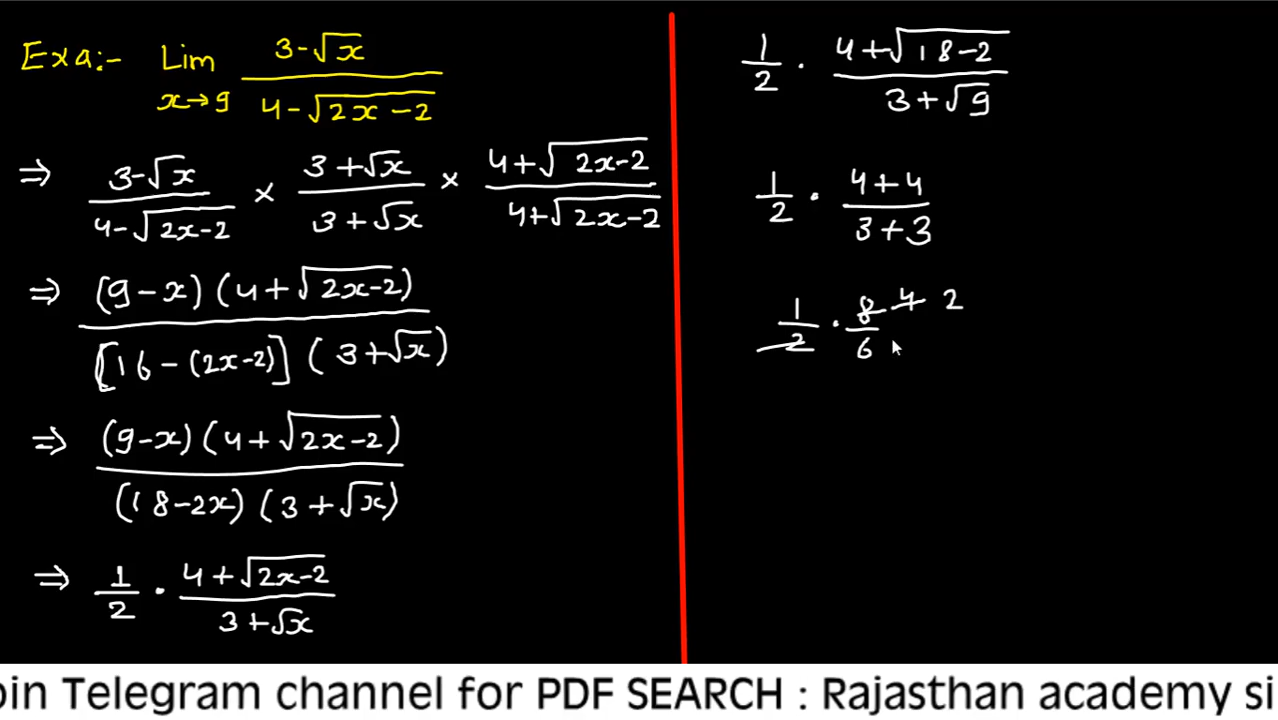 Exa:- Lim x→9 (3-√x)/(4-√(2x-2))
⇒ (3-√x)/(4-√(2x-2)) × (3+√x)/(3+√x) × (4+√(2x-2))/(4+√(2x-2))
⇒ (9-x)(4+√(2x-2))/([16-(2x-2)](3+√x))
⇒ (9-x)(4+√(2x-2))/((18-2x)(3+√x))
⇒ 1/2 · (4+√(2x-2))/(3+√x)
1/2 · (4+√(18-2))/(3+√9)
1/2 · (4+4)/(3+3)
1/2 · 8/6 4 2
oin Telegram channel for PDF SEARCH : Rajasthan academy si